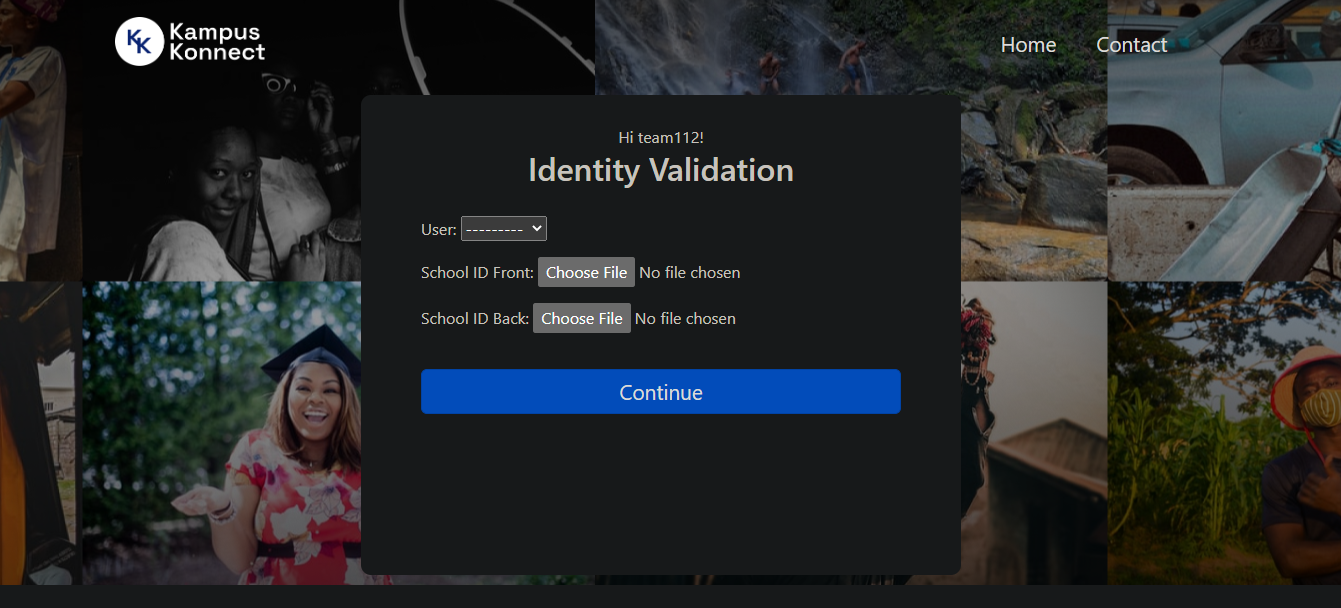 Kampus
Konnect
Home
Contact
Hi team112!
Identity Validation
User: ---------
School ID Front: Choose File No file chosen
School ID Back: Choose File No file chosen
Continue